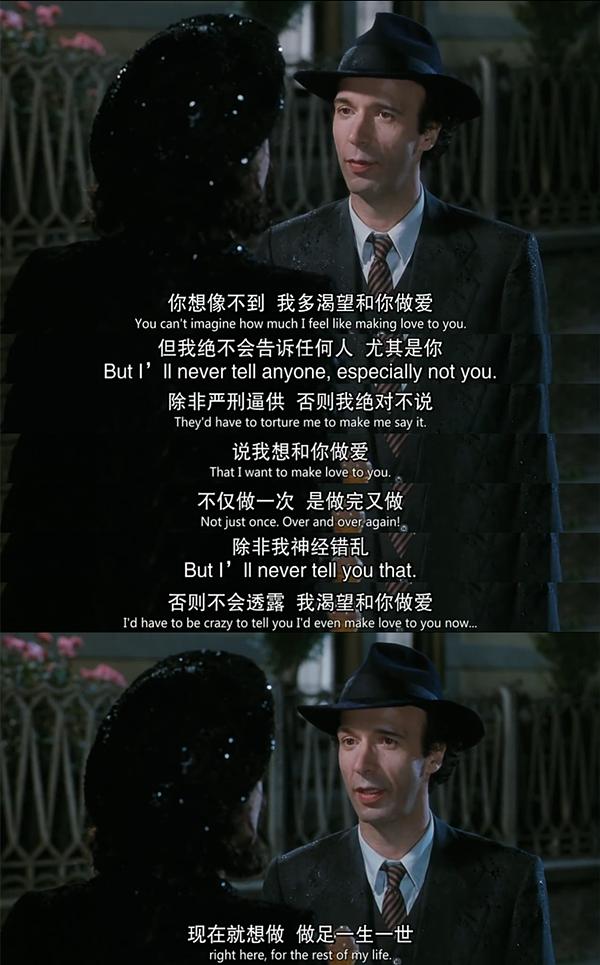 你想像不到 我多渴望和你做爱
You can't imagine how much I feel like making love to you.
但我绝不会告诉任何人 尤其是你
But I'll never tell anyone, especially not you.
除非严刑逼供 否则我绝对不说
They'd have to torture me to make me say it.
说我想和你做爱
That I want to make love to you.
不仅做一次 是做完又做
Not just once. Over and over again!
除非我神经错乱
But I'll never tell you that.
否则不会透露 我渴望和你做爱
I'd have to be crazy to tell you I'd even make love to you now...
现在就想做 做足一生一世
right here, for the rest of my life.